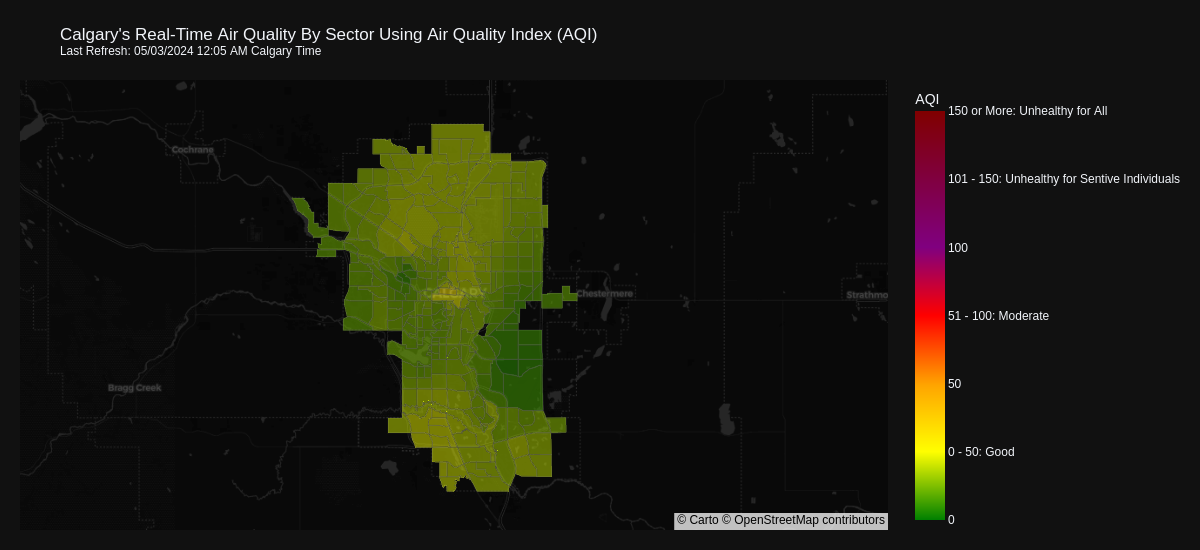 Calgary's Real-Time Air Quality By Sector Using Air Quality Index (AQI)
Last Refresh: 05/03/2024 12:05 AM Calgary Time
AQI
150 or More: Unhealthy for All
Cochrane
101 - 150: Unhealthy for Sentive Individuals
100
CALGARY
Chestermere
Strathmo
51 - 100: Moderate
50
Bragg Creek
0 - 50: Good
0
© Carto © OpenStreetMap contributors